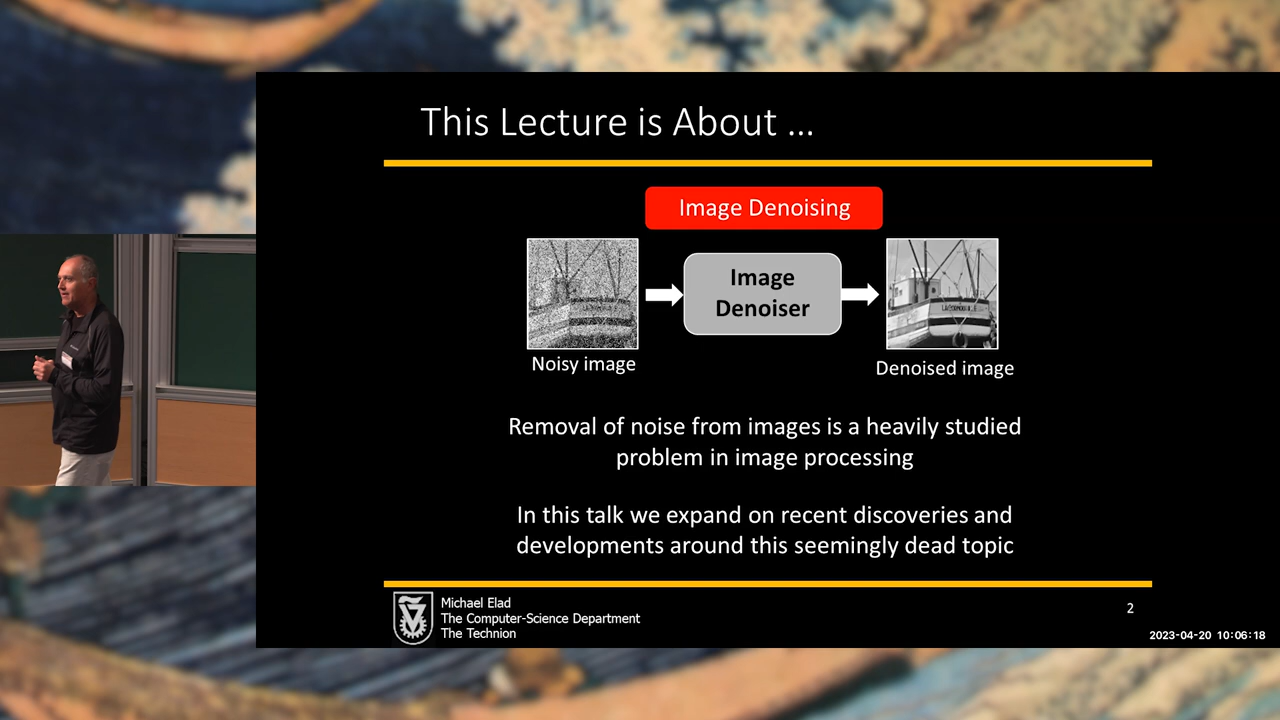 This Lecture is About ...
Image Denoising
Image
Denoiser
Noisy image
Denoised image
Removal of noise from images is a heavily studied
problem in image processing
In this talk we expand on recent discoveries and
developments around this seemingly dead topic
Michael Elad
The Computer-Science Department
The Technion
2
2023-04-20 10:06:18